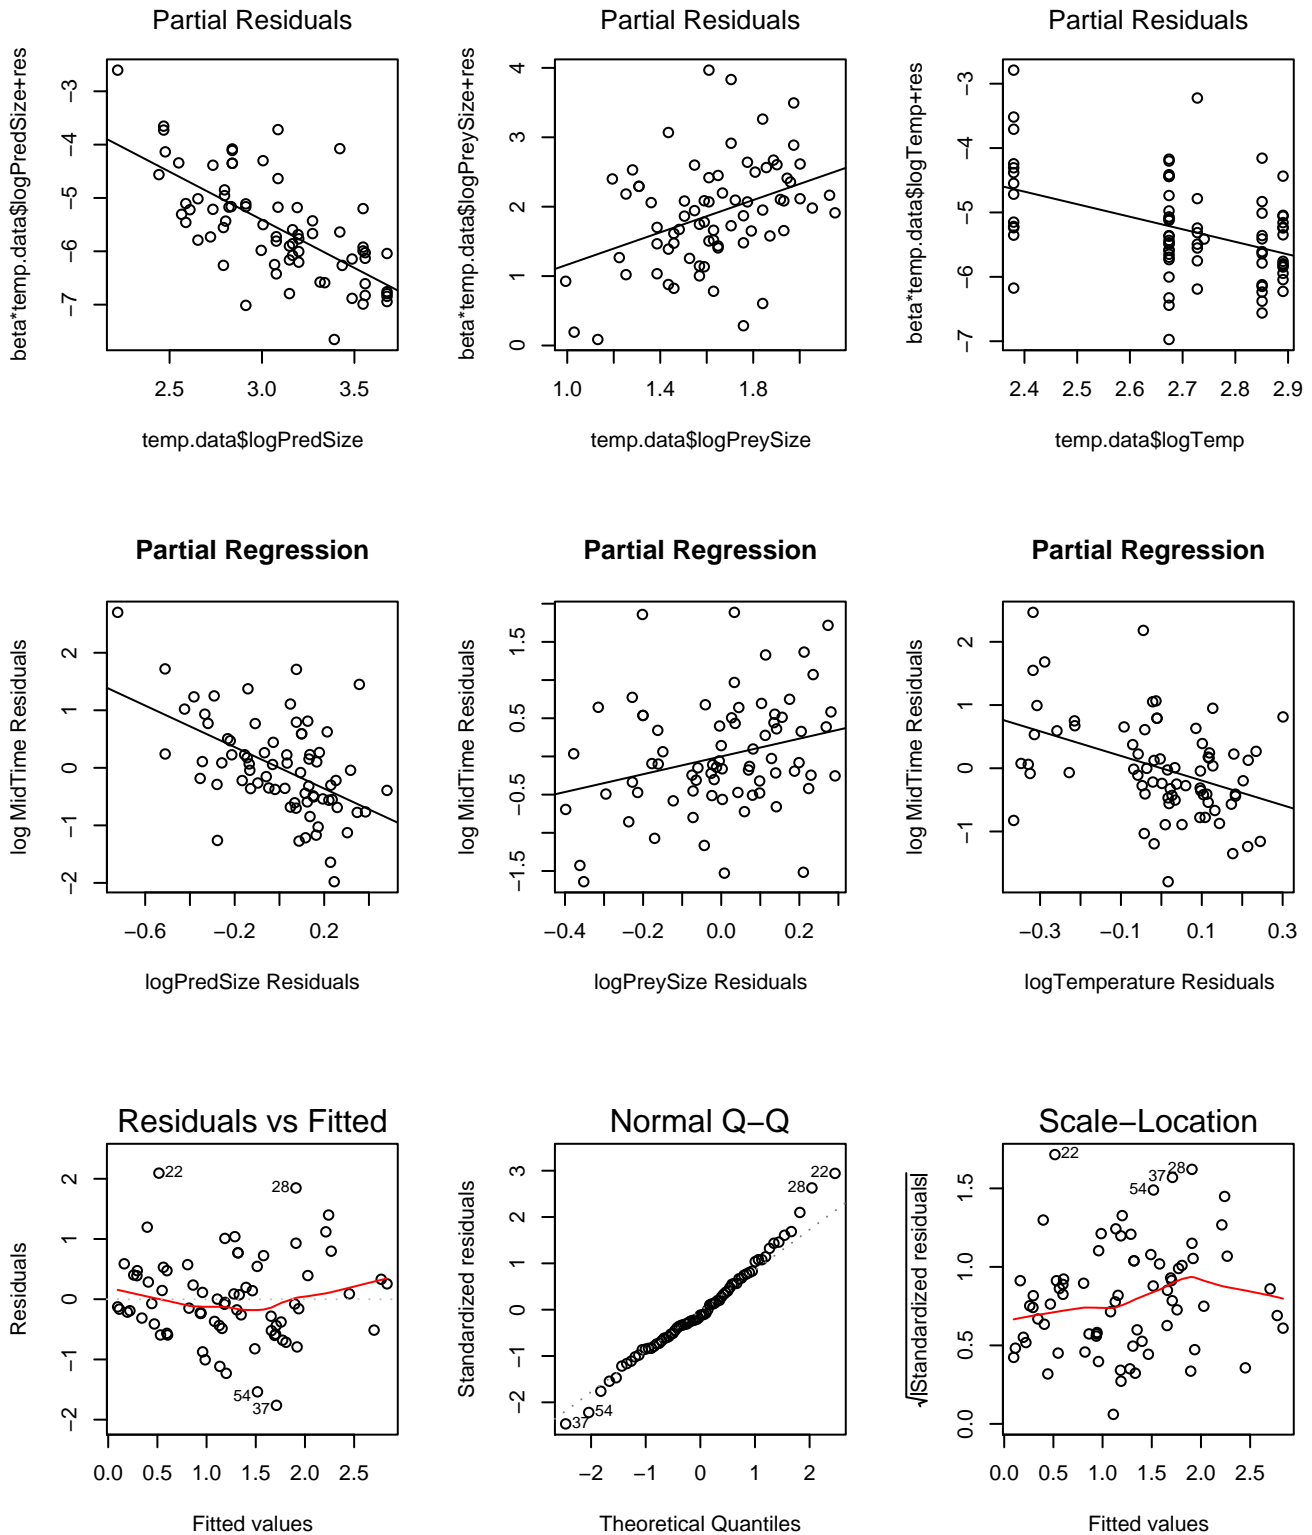 Partial Residuals
beta*temp.data$logPredSize+res
−3
−4
−5
−6
−7
2.5 3.0 3.5
temp.data$logPredSize
Partial Residuals
beta*temp.data$logPreySize+res
4
3
2
1
0
1.0 1.4 1.8
temp.data$logPreySize
Partial Residuals
beta*temp.data$logTemp+res
−3
−4
−5
−6
−7
2.4 2.5 2.6 2.7 2.8 2.9
temp.data$logTemp
Partial Regression
log MidTime Residuals
2
1
0
−1
−2
−0.6 −0.2 0.2
logPredSize Residuals
Partial Regression
log MidTime Residuals
1.5
0.5
−0.5
−1.5
−0.4 −0.2 0.0 0.2
logPreySize Residuals
Partial Regression
log MidTime Residuals
2
1
0
−1
−0.3 −0.1 0.1 0.3
logTemperature Residuals
Residuals vs Fitted
Residuals
2
1
0
−1
−2
22
28
54
37
0.0 0.5 1.0 1.5 2.0 2.5
Fitted values
Normal Q−Q
Standardized residuals
3
2
1
0
−1
−2
22
28
54
37
−2 −1 0 1 2
Theoretical Quantiles
Scale−Location
√|Standardized residuals|
1.5
1.0
0.5
0.0
22
28
37
54
0.0 0.5 1.0 1.5 2.0 2.5
Fitted values